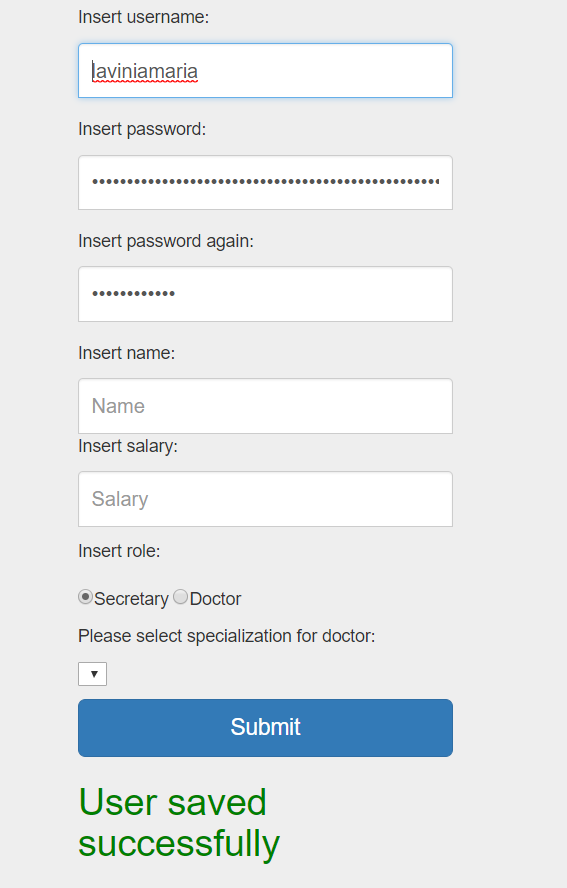 Insert username:
laviniamaria
Insert password:
••••••••••••••••••••••••••••••••••••••••••••••••••
Insert password again:
••••••••••••
Insert name:
Name
Insert salary:
Salary
Insert role:
Secretary Doctor
Please select specialization for doctor:
Submit
User saved
successfully